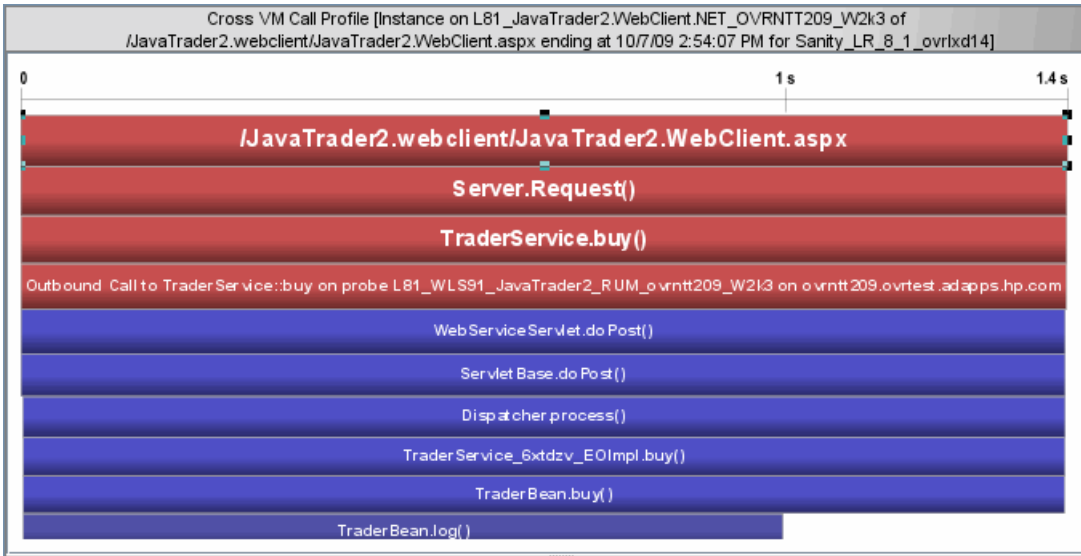 Cross VM Call Profile [Instance on L81_JavaTrader2.WebClient.NET_OVRNTT209_W2k3 of
/JavaTrader2.webclient/JavaTrader2.WebClient.aspx ending at 10/7/09 2:54:07 PM for Sanity_LR_8_1_ovrlxd14]
0 1 s 1.4 s
/JavaTrader2.webclient/JavaTrader2.WebClient.aspx
Server.Request()
TraderService.buy()
Outbound Call to TraderService::buy on probe L81_WLS91_JavaTrader2_RUM_ovrntt209_W2k3 on ovrntt209.ovrtest.adapps.hp.com
WebServiceServlet.doPost()
ServletBase.doPost()
Dispatcher.process()
TraderService_6xtdzv_EOImpl.buy()
TraderBean.buy()
TraderBean.log()